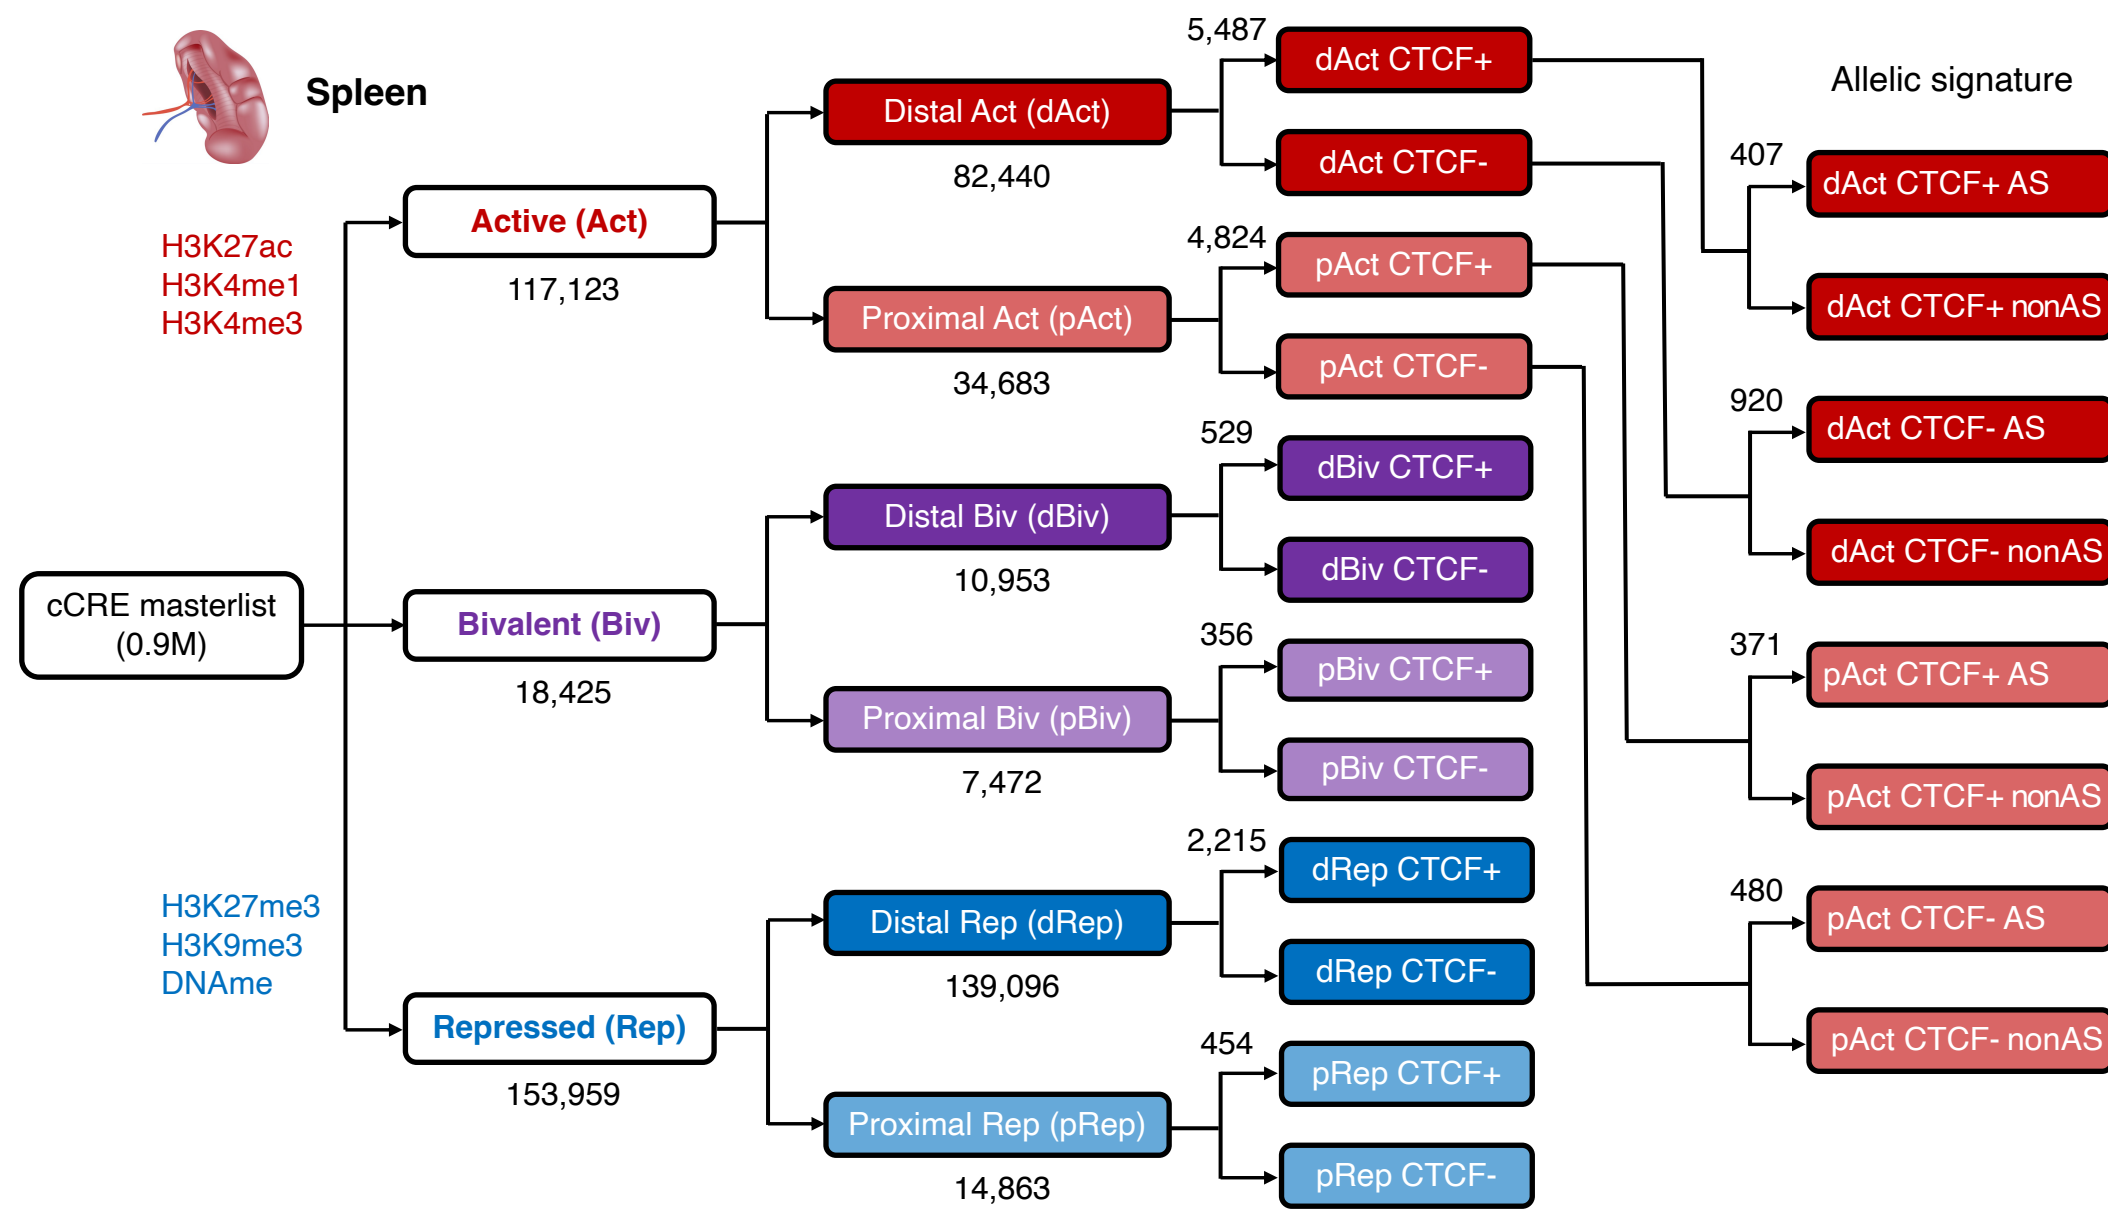 Spleen
Allelic signature
H3K27ac
H3K4me1
H3K4me3
H3K27me3
H3K9me3
DNAme
cCRE masterlist
(0.9M)
Active (Act)
117,123
Bivalent (Biv)
18,425
Repressed (Rep)
153,959
Distal Act (dAct)
82,440
Proximal Act (pAct)
34,683
Distal Biv (dBiv)
10,953
Proximal Biv (pBiv)
7,472
Distal Rep (dRep)
139,096
Proximal Rep (pRep)
14,863
5,487
dAct CTCF+
dAct CTCF-
4,824
pAct CTCF+
pAct CTCF-
529
dBiv CTCF+
dBiv CTCF-
356
pBiv CTCF+
pBiv CTCF-
2,215
dRep CTCF+
dRep CTCF-
454
pRep CTCF+
pRep CTCF-
407
dAct CTCF+ AS
dAct CTCF+ nonAS
920
dAct CTCF- AS
dAct CTCF- nonAS
371
pAct CTCF+ AS
pAct CTCF+ nonAS
480
pAct CTCF- AS
pAct CTCF- nonAS